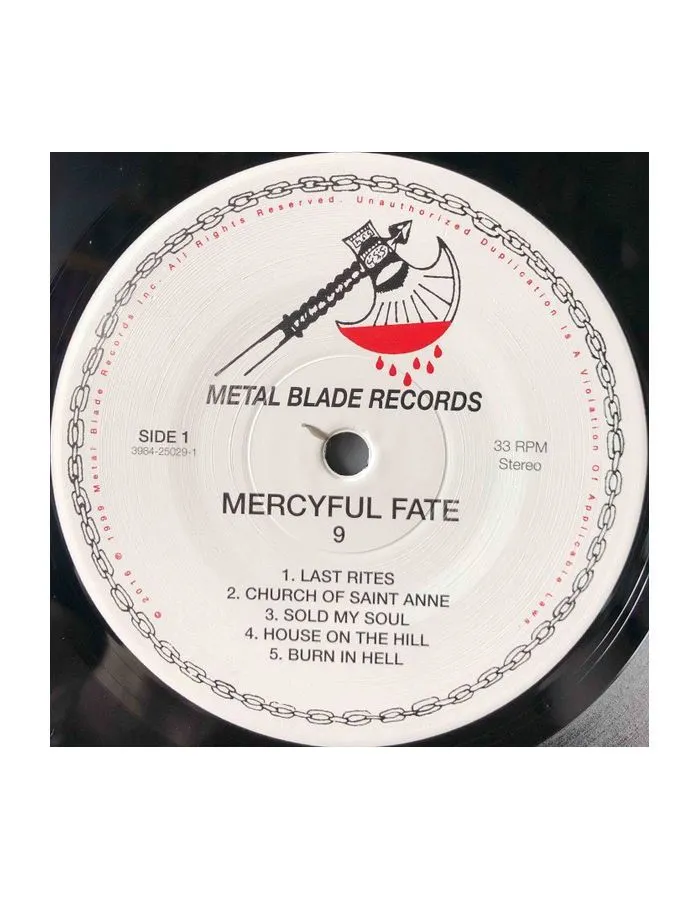 © 2016 ℗ 1999 Metal Blade Records Inc. All Rights Reserved. Unauthorized Duplication Is A Violation Of Applicable Laws
METAL BLADE RECORDS
SIDE 1
3984-25029-1
33 RPM
Stereo
MERCYFUL FATE
9
1. LAST RITES
2. CHURCH OF SAINT ANNE
3. SOLD MY SOUL
4. HOUSE ON THE HILL
5. BURN IN HELL